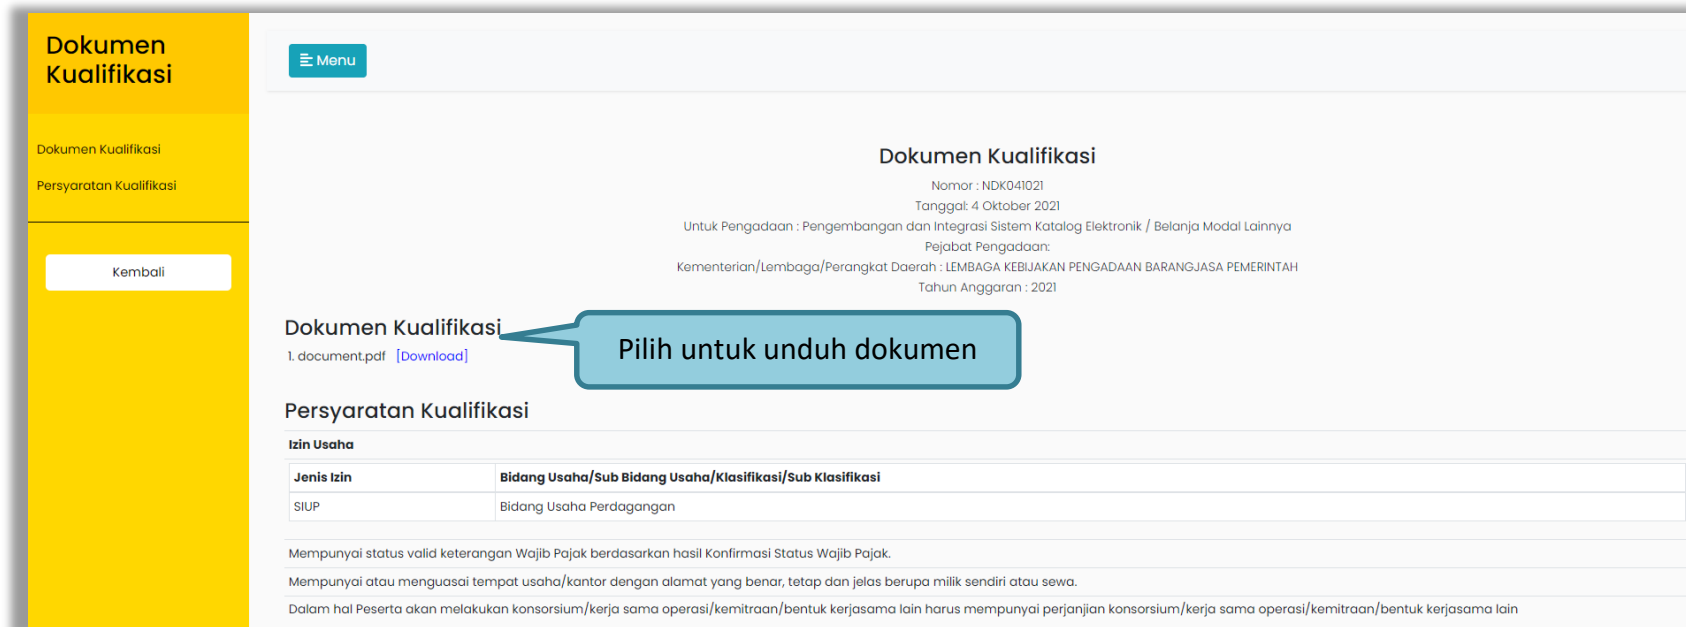 Dokumen
Kualifikasi
Dokumen Kualifikasi
Persyaratan Kualifikasi
Kembali
Menu
Dokumen Kualifikasi
Nomor : NDK041021
Tanggal: 4 Oktober 2021
Untuk Pengadaan : Pengembangan dan Integrasi Sistem Katalog Elektronik / Belanja Modal Lainnya
Pejabat Pengadaan:
Kementerian/Lembaga/Perangkat Daerah : LEMBAGA KEBIJAKAN PENGADAAN BARANGJASA PEMERINTAH
Tahun Anggaran : 2021
Dokumen Kualifikasi
1. document.pdf [Download]
Pilih untuk unduh dokumen
Persyaratan Kualifikasi
Izin Usaha
Jenis Izin Bidang Usaha/Sub Bidang Usaha/Klasifikasi/Sub Klasifikasi
SIUP Bidang Usaha Perdagangan
Mempunyai status valid keterangan Wajib Pajak berdasarkan hasil Konfirmasi Status Wajib Pajak.
Mempunyai atau menguasai tempat usaha/kantor dengan alamat yang benar, tetap dan jelas berupa milik sendiri atau sewa.
Dalam hal Peserta akan melakukan konsorsium/kerja sama operasi/kemitraan/bentuk kerjasama lain harus mempunyai perjanjian konsorsium/kerja sama operasi/kemitraan/bentuk kerjasama lain